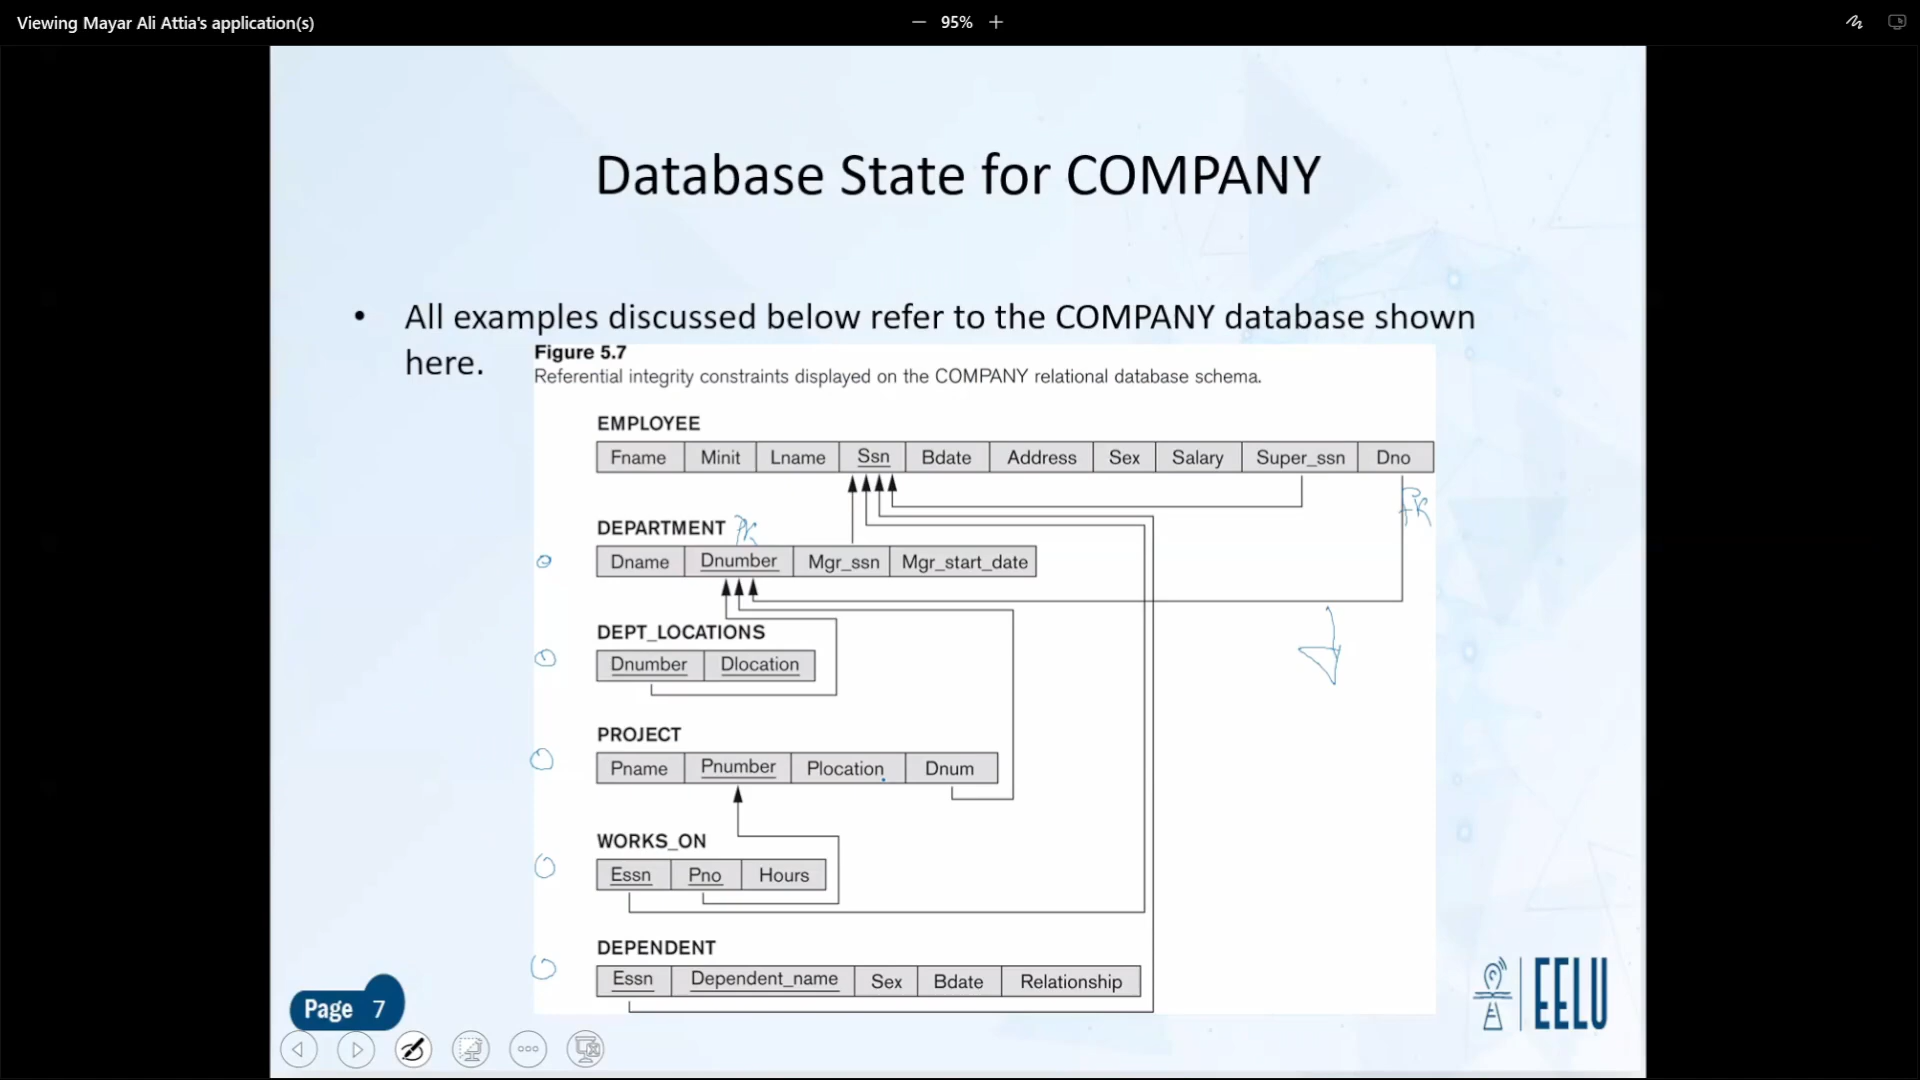 Viewing Mayar Ali Attia's application(s)
95%
Database State for COMPANY
• All examples discussed below refer to the COMPANY database shown
here.
Figure 5.7
Referential integrity constraints displayed on the COMPANY relational database schema.
EMPLOYEE
Fname Minit Lname Ssn Bdate Address Sex Salary Super_ssn Dno
FK
DEPARTMENT PK
Dname Dnumber Mgr_ssn Mgr_start_date
DEPT_LOCATIONS
Dnumber Dlocation
PROJECT
Pname Pnumber Plocation Dnum
WORKS_ON
Essn Pno Hours
DEPENDENT
Essn Dependent_name Sex Bdate Relationship
Page 7
EELU